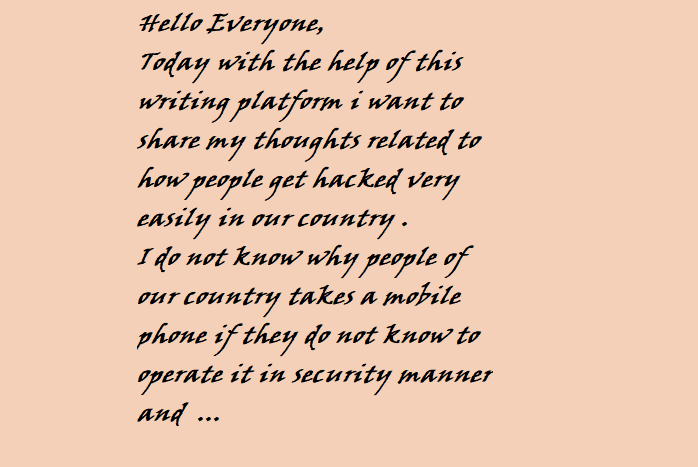 Hello Everyone,
Today with the help of this
writing platform i want to
share my thoughts related to
how people get hacked very
easily in our country .
I do not know why people of
our country takes a mobile
phone if they do not know to
operate it in security manner
and ...